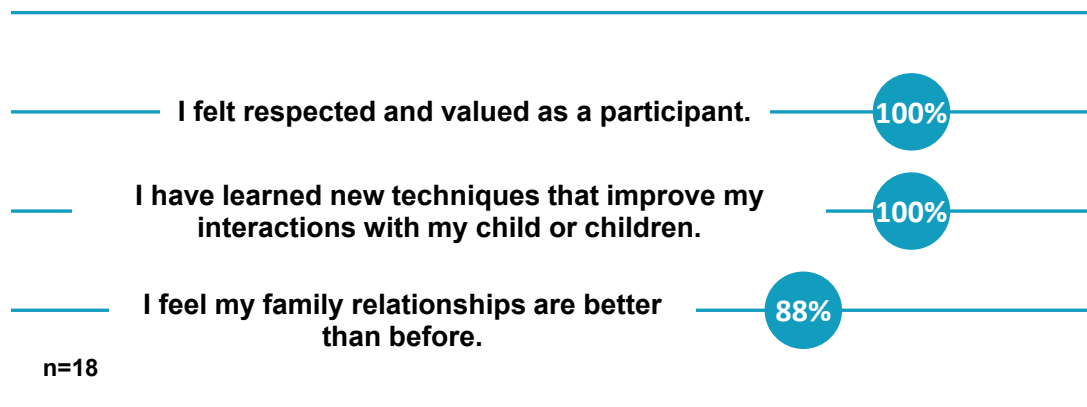 I felt respected and valued as a participant.
100%
I have learned new techniques that improve my
interactions with my child or children.
100%
I feel my family relationships are better
than before.
88%
n=18